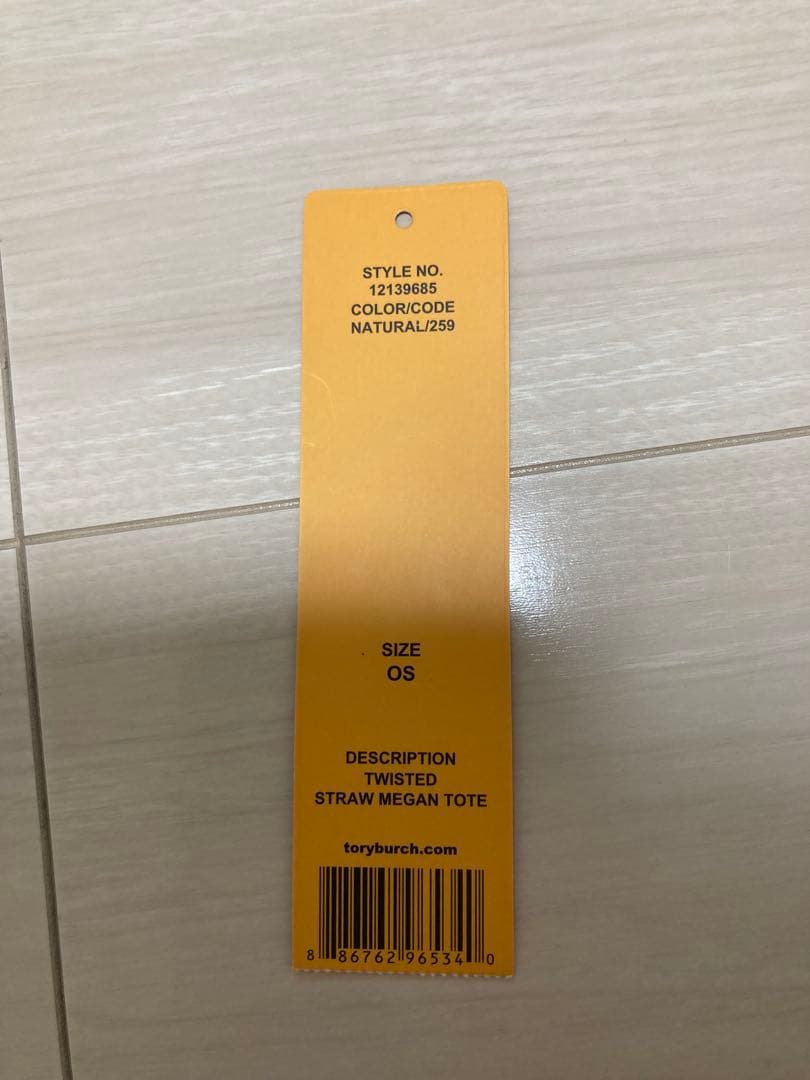 STYLE NO.
12139685
COLOR/CODE
NATURAL/259
SIZE
OS
DESCRIPTION
TWISTED
STRAW MEGAN TOTE
toryburch.com
8 86762 96534 0